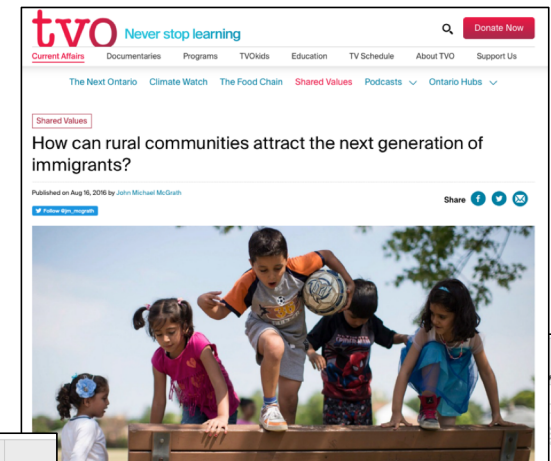 tvo Never stop learning
Donate Now
Current Affairs Documentaries Programs TVOkids Education TV Schedule About TVO Support Us
The Next Ontario Climate Watch The Food Chain Shared Values Podcasts Ontario Hubs
Shared Values
How can rural communities attract the next generation of
immigrants?
Published on Aug 16, 2016 by John Michael McGrath
Share
Follow @jm_mcgrath